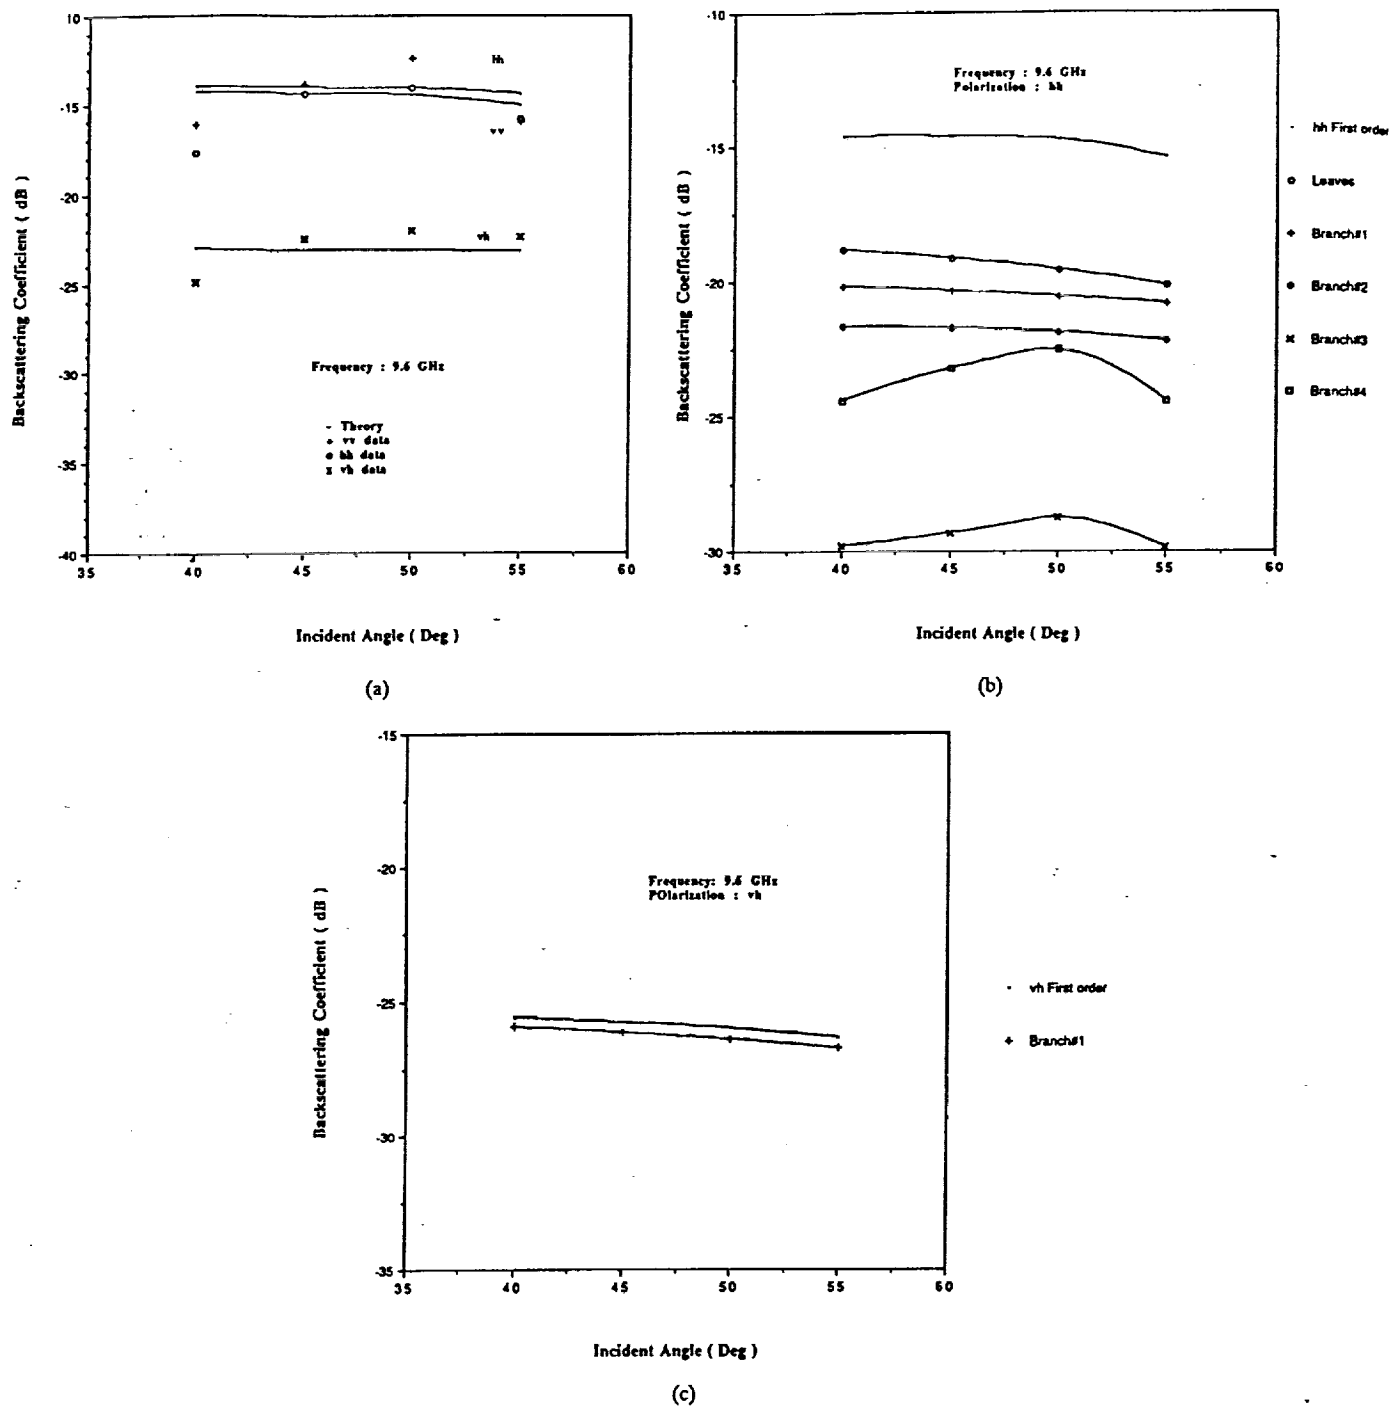 10
-15
-20
-25
-30
-35
-40
35
40
45
50
55
60
Backscattering Coefficient ( dB )
Incident Angle ( Deg )
hh
vv
vh
Frequency : 9.6 GHz
- Theory
+ vv data
o hh data
x vh data
(a)
-10
-15
-20
-25
-30
35
40
45
50
55
60
Backscattering Coefficient ( dB )
Incident Angle ( Deg )
Frequency : 9.6 GHz
Polarization : hh
hh First order
Leaves
Branch#1
Branch#2
Branch#3
Branch#4
(b)
-15
-20
-25
-30
-35
35
40
45
50
55
60
Backscattering Coefficient ( dB )
Incident Angle ( Deg )
Frequency: 9.6 GHz
POlarization : vh
vh First order
Branch#1
(c)